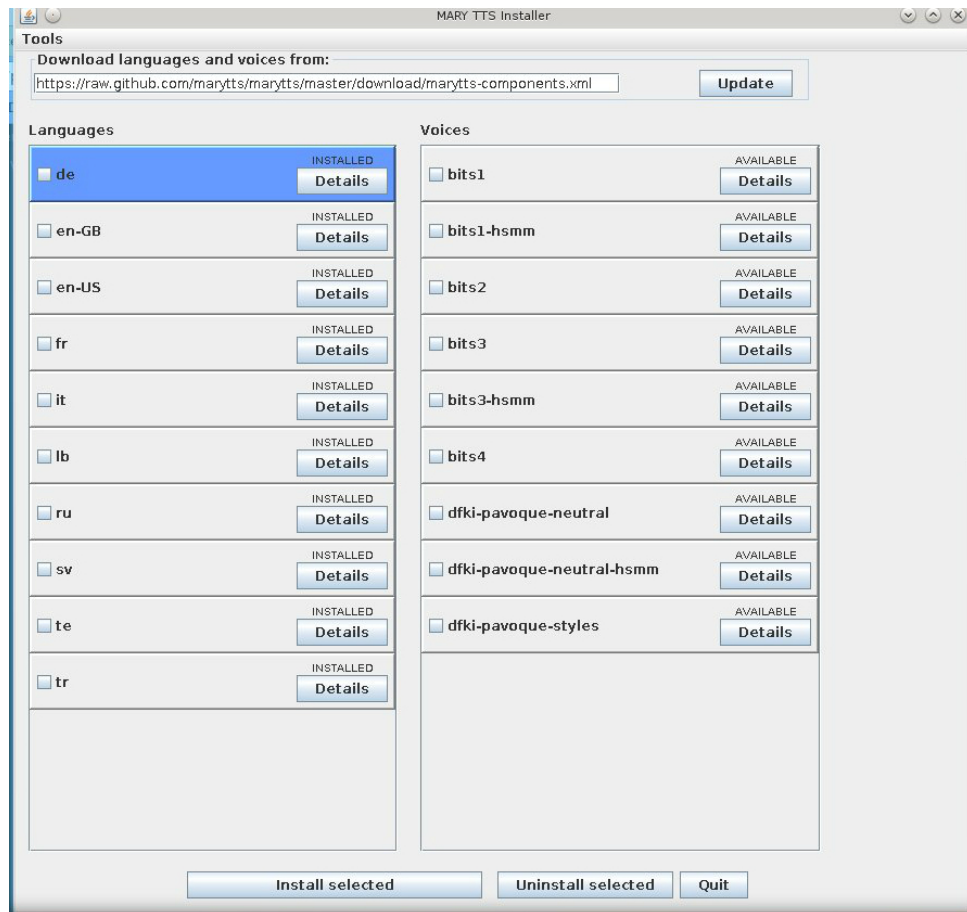 MARY TTS Installer
Tools
Download languages and voices from:
https://raw.github.com/marytts/marytts/master/download/marytts-components.xml
Update
Languages
de
INSTALLED
Details
en-GB
INSTALLED
Details
en-US
INSTALLED
Details
fr
INSTALLED
Details
it
INSTALLED
Details
lb
INSTALLED
Details
ru
INSTALLED
Details
sv
INSTALLED
Details
te
INSTALLED
Details
tr
INSTALLED
Details
Voices
bits1
AVAILABLE
Details
bits1-hsmm
AVAILABLE
Details
bits2
AVAILABLE
Details
bits3
AVAILABLE
Details
bits3-hsmm
AVAILABLE
Details
bits4
AVAILABLE
Details
dfki-pavoque-neutral
AVAILABLE
Details
dfki-pavoque-neutral-hsmm
AVAILABLE
Details
dfki-pavoque-styles
AVAILABLE
Details
Install selected
Uninstall selected
Quit